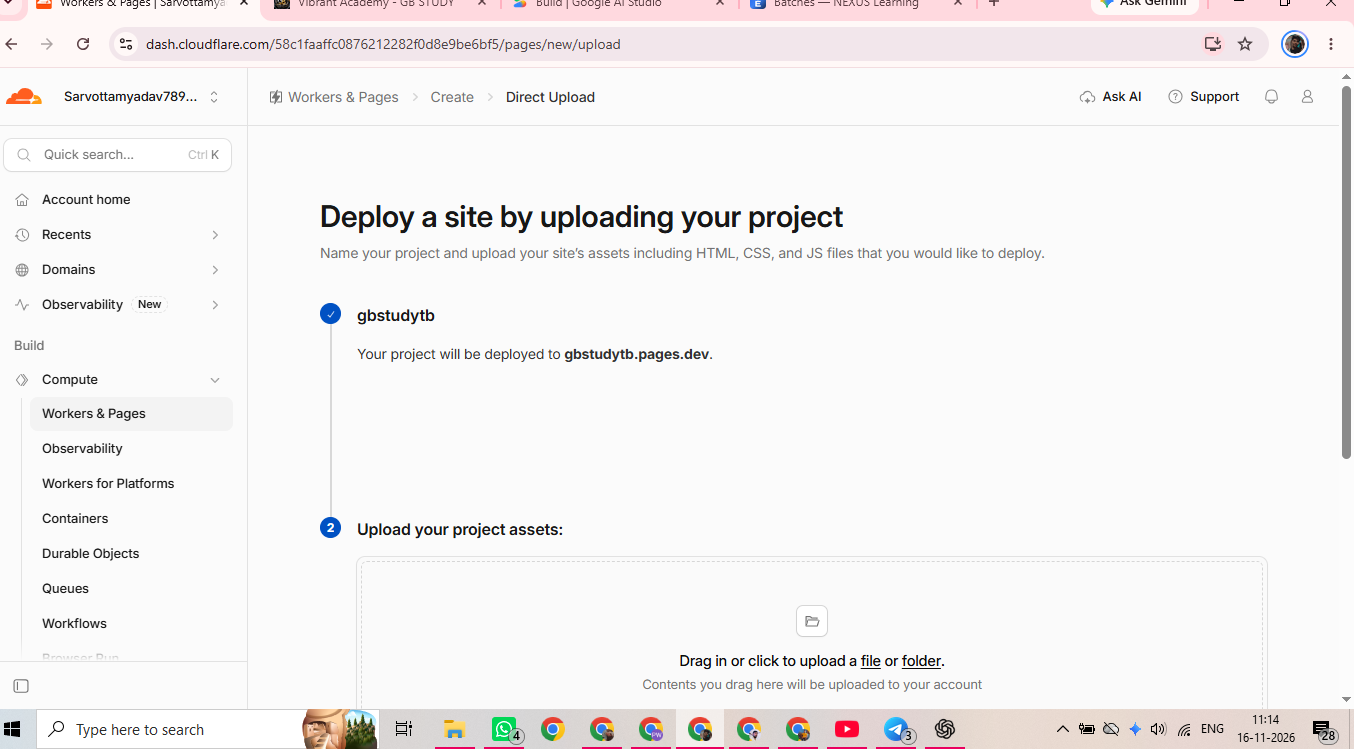 Workers & Pages | Sarvottamya
Vibrant Academy - GB STUDY
Build | Google AI Studio
Batches — NEXUS Learning
Ask Gemini
dash.cloudflare.com/58c1faaffc0876212282f0d8e9be6bf5/pages/new/upload
Sarvottamyadav789...
Workers & Pages
Create
Direct Upload
Ask AI
Support
Quick search...
Ctrl K
Account home
Recents
Domains
Observability
New
Build
Compute
Workers & Pages
Observability
Workers for Platforms
Containers
Durable Objects
Queues
Workflows
Browser Run
Deploy a site by uploading your project
Name your project and upload your site's assets including HTML, CSS, and JS files that you would like to deploy.
gbstudytb
Your project will be deployed to gbstudytb.pages.dev.
2
Upload your project assets:
Drag in or click to upload a file or folder.
Contents you drag here will be uploaded to your account
Type here to search
4
PW
3
ENG
11:14
16-11-2026
28